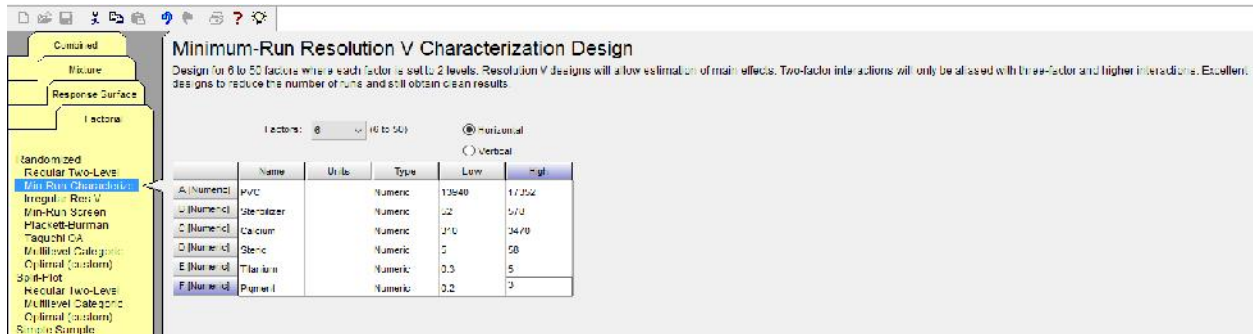 Combined
Mixture
Response Surface
Factorial
Randomized
Regular Two-Level
Min-Run Characterize
Irregular Res V
Min-Run Screen
Plackett-Burman
Taguchi OA
Multilevel Categoric
Optimal (custom)
Split-Plot
Regular Two-Level
Multilevel Categoric
Optimal (custom)
Simple Sample
Minimum-Run Resolution V Characterization Design
Design for 6 to 50 factors where each factor is set to 2 levels. Resolution V designs will allow estimation of main effects. Two-factor interactions will only be aliased with three-factor and higher interactions. Excellent
designs to reduce the number of runs and still obtain clean results.
Factors: 6 (6 to 50) Horizontal
Vertical
Name Units Type Low High
A [Numeric] PVC Numeric 13940 17352
B [Numeric] Numeric 52 578
C [Numeric] Calcium Numeric 3470
D [Numeric] Steric Numeric 5 58
E [Numeric] Titanium Numeric 0.3 5
F [Numeric] Pigment Numeric 0.2 3